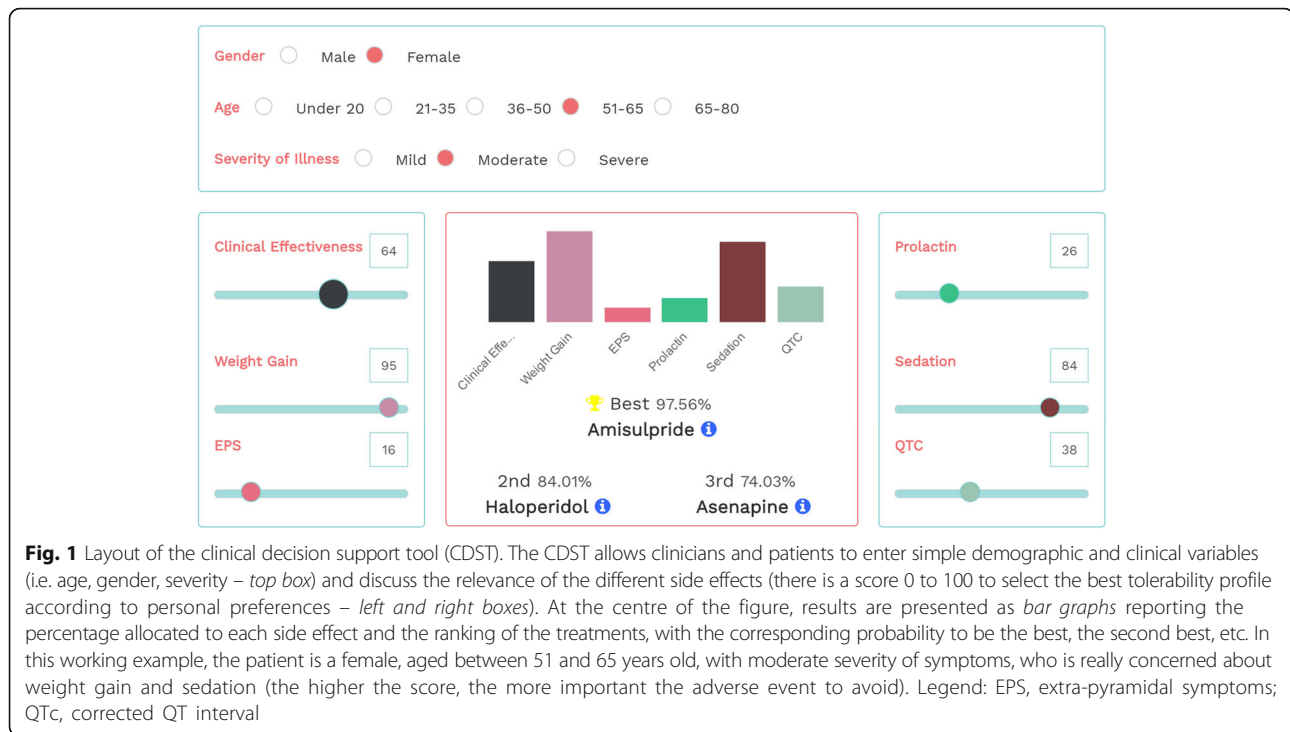 Gender Male Female
Age Under 20 21-35 36-50 51-65 65-80
Severity of Illness Mild Moderate Severe
Clinical Effectiveness 64
Weight Gain 95
EPS 16
Clinical Effe...
Weight Gain
EPS
Prolactin
Sedation
QTC
Best 97.56%
Amisulpride
2nd 84.01%
Haloperidol
3rd 74.03%
Asenapine
Prolactin 26
Sedation 84
QTC 38
Fig. 1 Layout of the clinical decision support tool (CDST). The CDST allows clinicians and patients to enter simple demographic and clinical variables
(i.e. age, gender, severity – top box) and discuss the relevance of the different side effects (there is a score 0 to 100 to select the best tolerability profile
according to personal preferences – left and right boxes). At the centre of the figure, results are presented as bar graphs reporting the
percentage allocated to each side effect and the ranking of the treatments, with the corresponding probability to be the best, the second best, etc. In
this working example, the patient is a female, aged between 51 and 65 years old, with moderate severity of symptoms, who is really concerned about
weight gain and sedation (the higher the score, the more important the adverse event to avoid). Legend: EPS, extra-pyramidal symptoms;
QTc, corrected QT interval